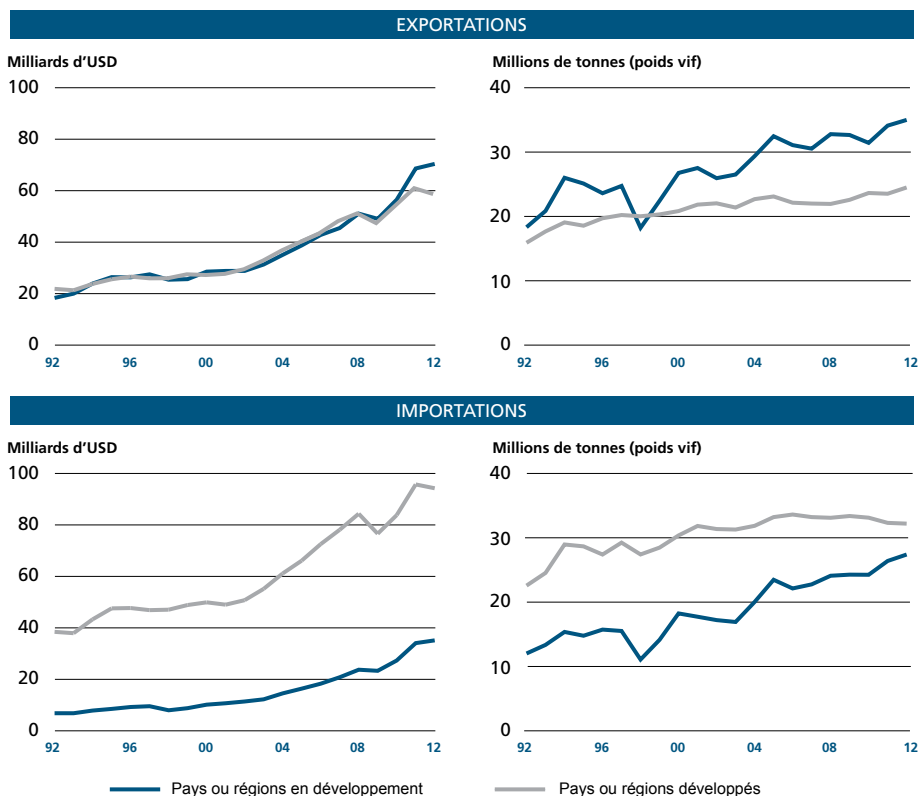 EXPORTATIONS
Milliards d'USD
100
80
60
40
20
0
92 96 00 04 08 12
Millions de tonnes (poids vif)
40
30
20
10
0
92 96 00 04 08 12
IMPORTATIONS
Milliards d'USD
100
80
60
40
20
0
92 96 00 04 08 12
Millions de tonnes (poids vif)
40
30
20
10
0
92 96 00 04 08 12
Pays ou régions en développement
Pays ou régions développés